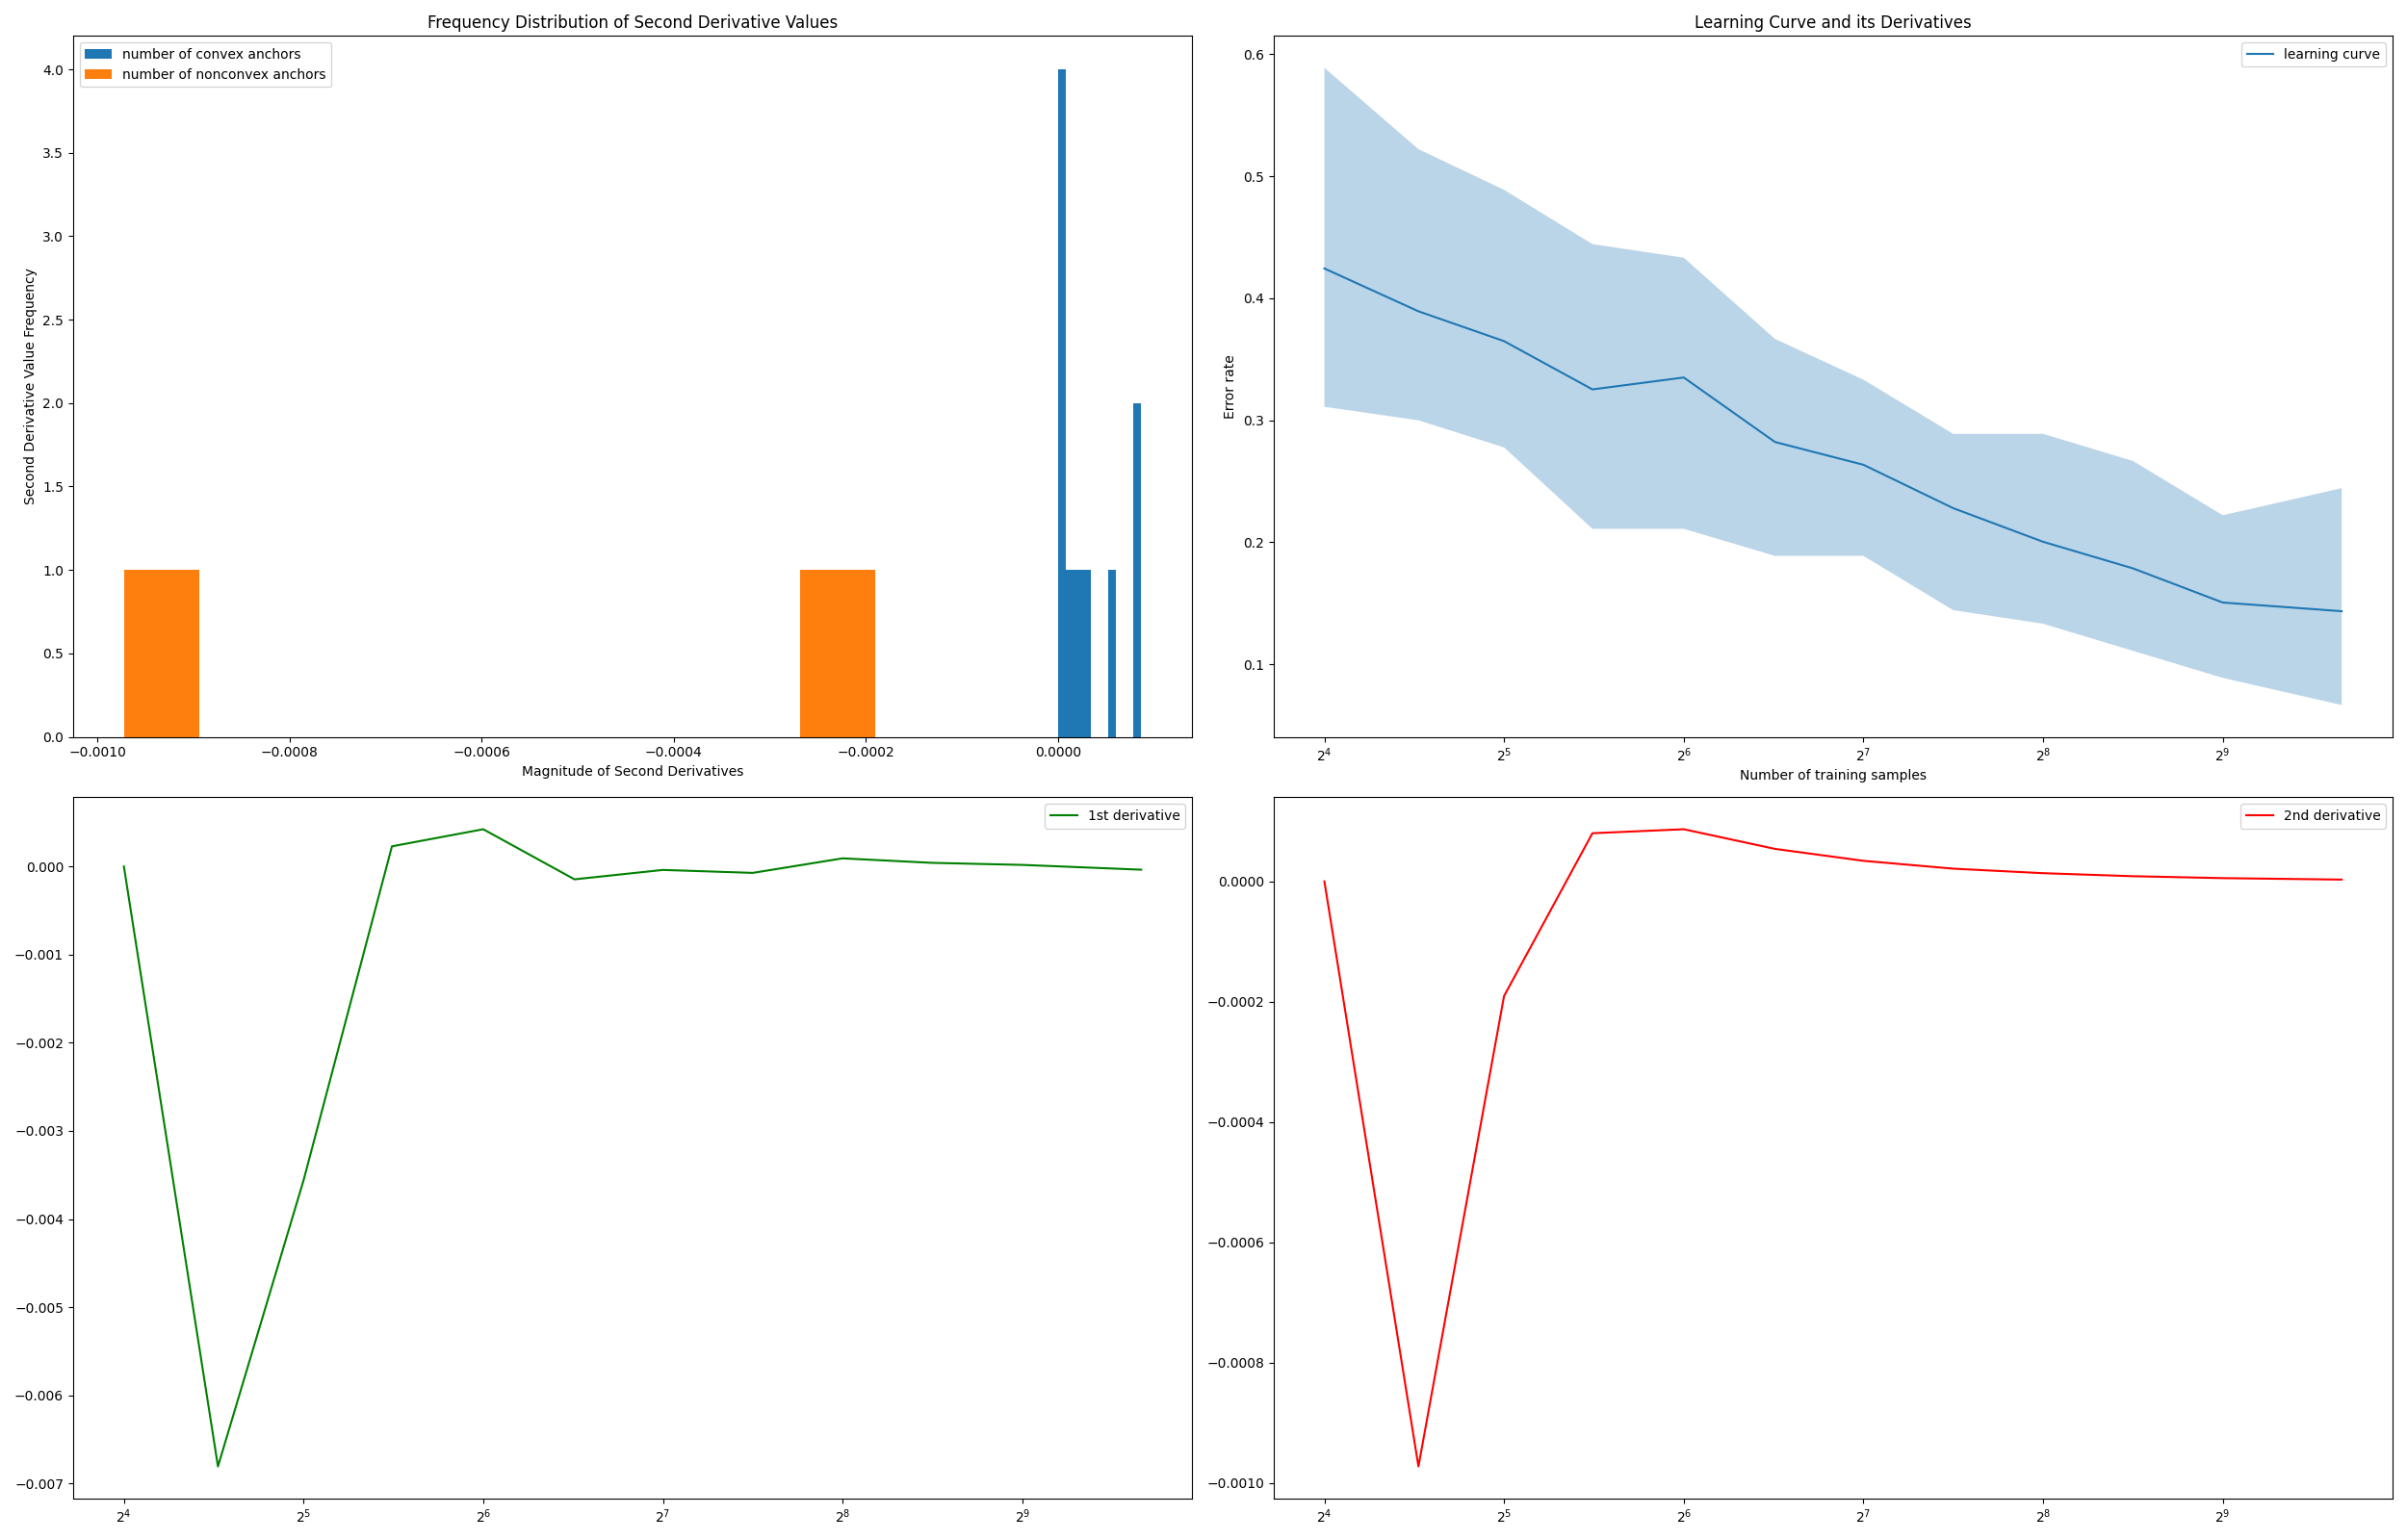 Frequency Distribution of Second Derivative Values
number of convex anchors
number of nonconvex anchors
Second Derivative Value Frequency
4.0
3.5
3.0
2.5
2.0
1.5
1.0
0.5
0.0
−0.0010 −0.0008 −0.0006 −0.0004 −0.0002 0.0000
Magnitude of Second Derivatives
Learning Curve and its Derivatives
learning curve
Error rate
0.6
0.5
0.4
0.3
0.2
0.1
2⁴ 2⁵ 2⁶ 2⁷ 2⁸ 2⁹
Number of training samples
1st derivative
0.000
−0.001
−0.002
−0.003
−0.004
−0.005
−0.006
−0.007
2⁴ 2⁵ 2⁶ 2⁷ 2⁸ 2⁹
2nd derivative
0.0000
−0.0002
−0.0004
−0.0006
−0.0008
−0.0010
2⁴ 2⁵ 2⁶ 2⁷ 2⁸ 2⁹